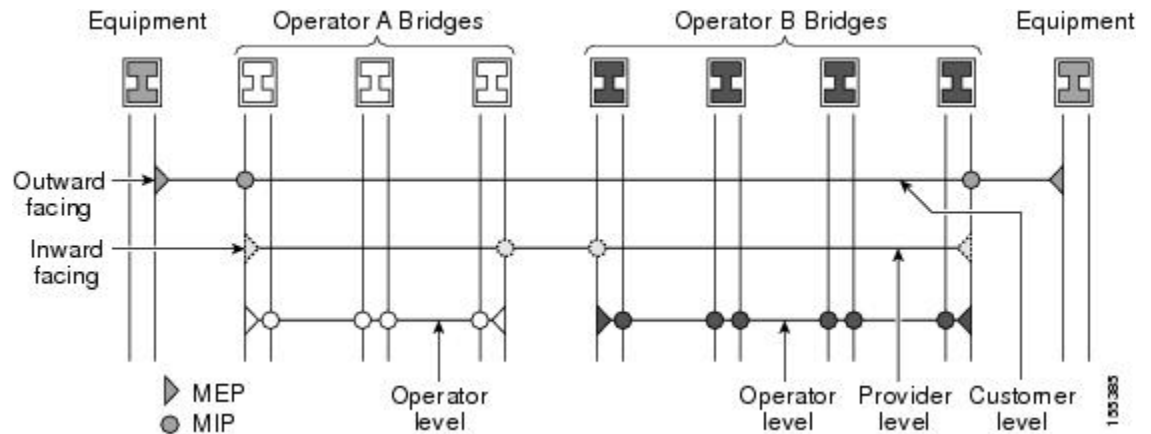 Equipment
Operator A Bridges
Operator B Bridges
Equipment
Outward
facing
Inward
facing
MEP
MIP
Operator
level
Operator
level
Provider
level
Customer
level
155385